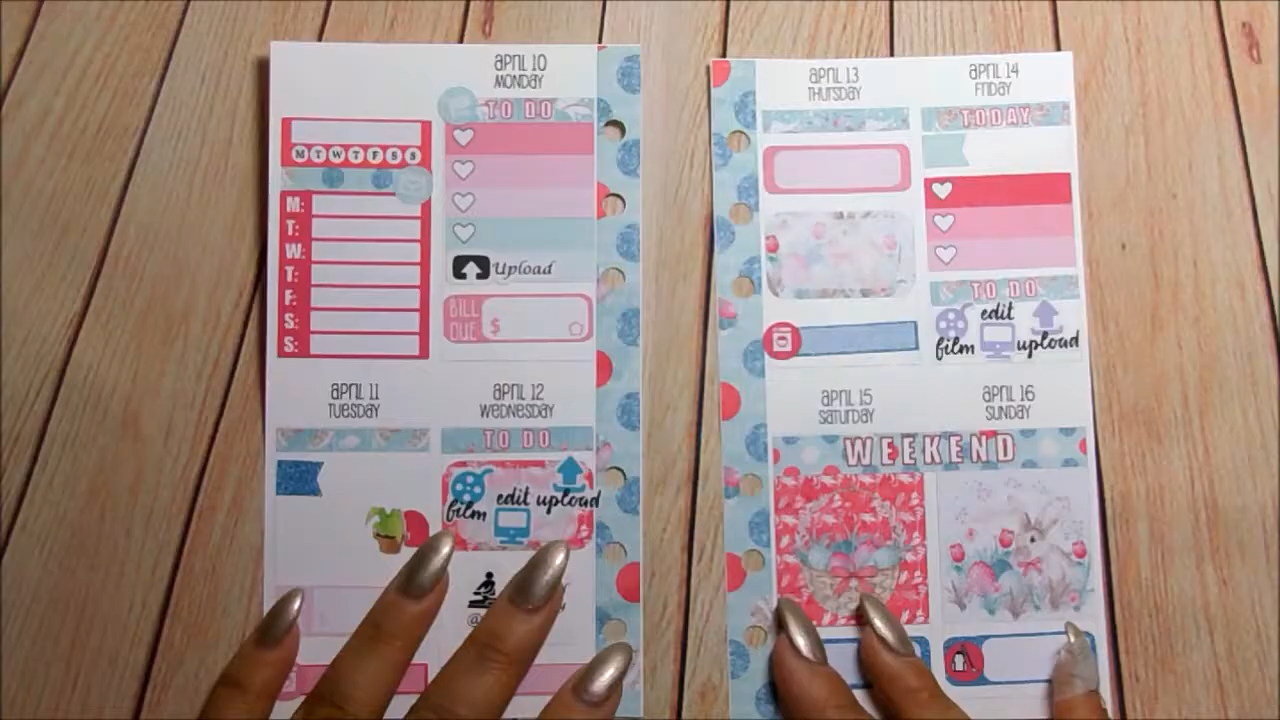 M T W T F S S
M:
T:
W:
T:
F:
S:
S:
APRIL 10
MONDAY
TO DO
Upload
BILL
DUE
$
APRIL 11
TUESDAY
APRIL 12
WEDNESDAY
TO DO
film edit upload
@
APRIL 13
THURSDAY
APRIL 14
FRIDAY
TODAY
TO DO
film edit upload
APRIL 15
SATURDAY
APRIL 16
SUNDAY
WEEKEND